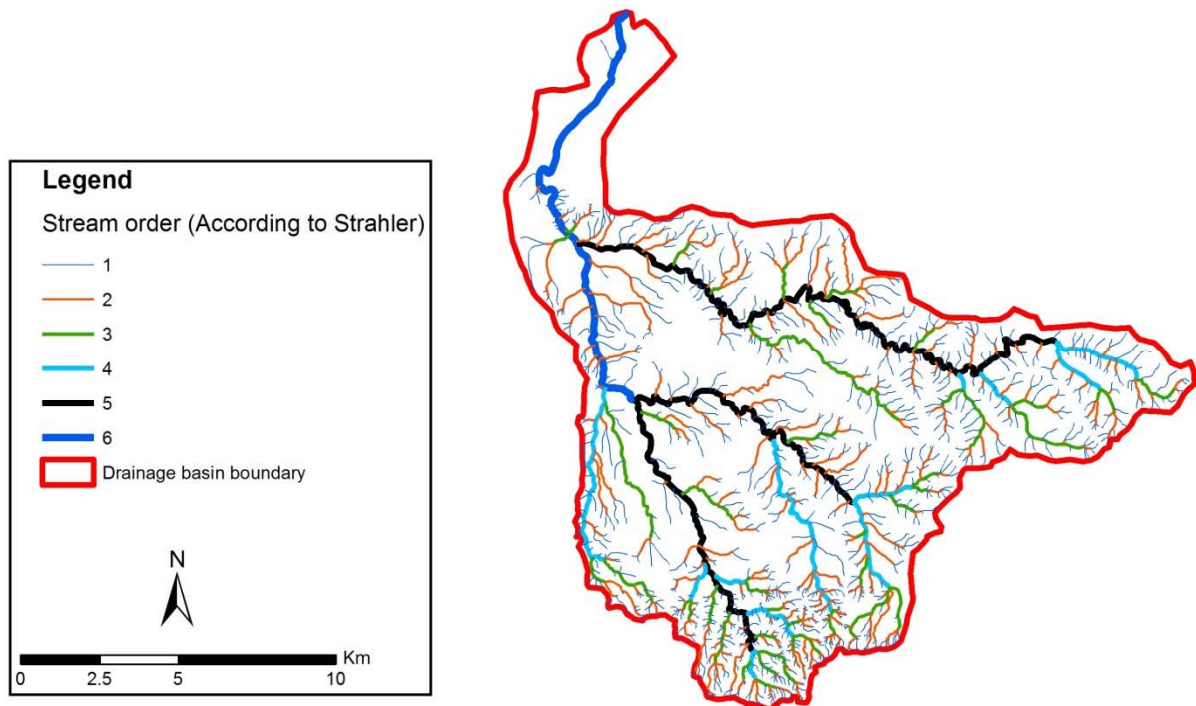 Legend
Stream order (According to Strahler)
1
2
3
4
5
6
Drainage basin boundary
N
Km
0 2.5 5 10